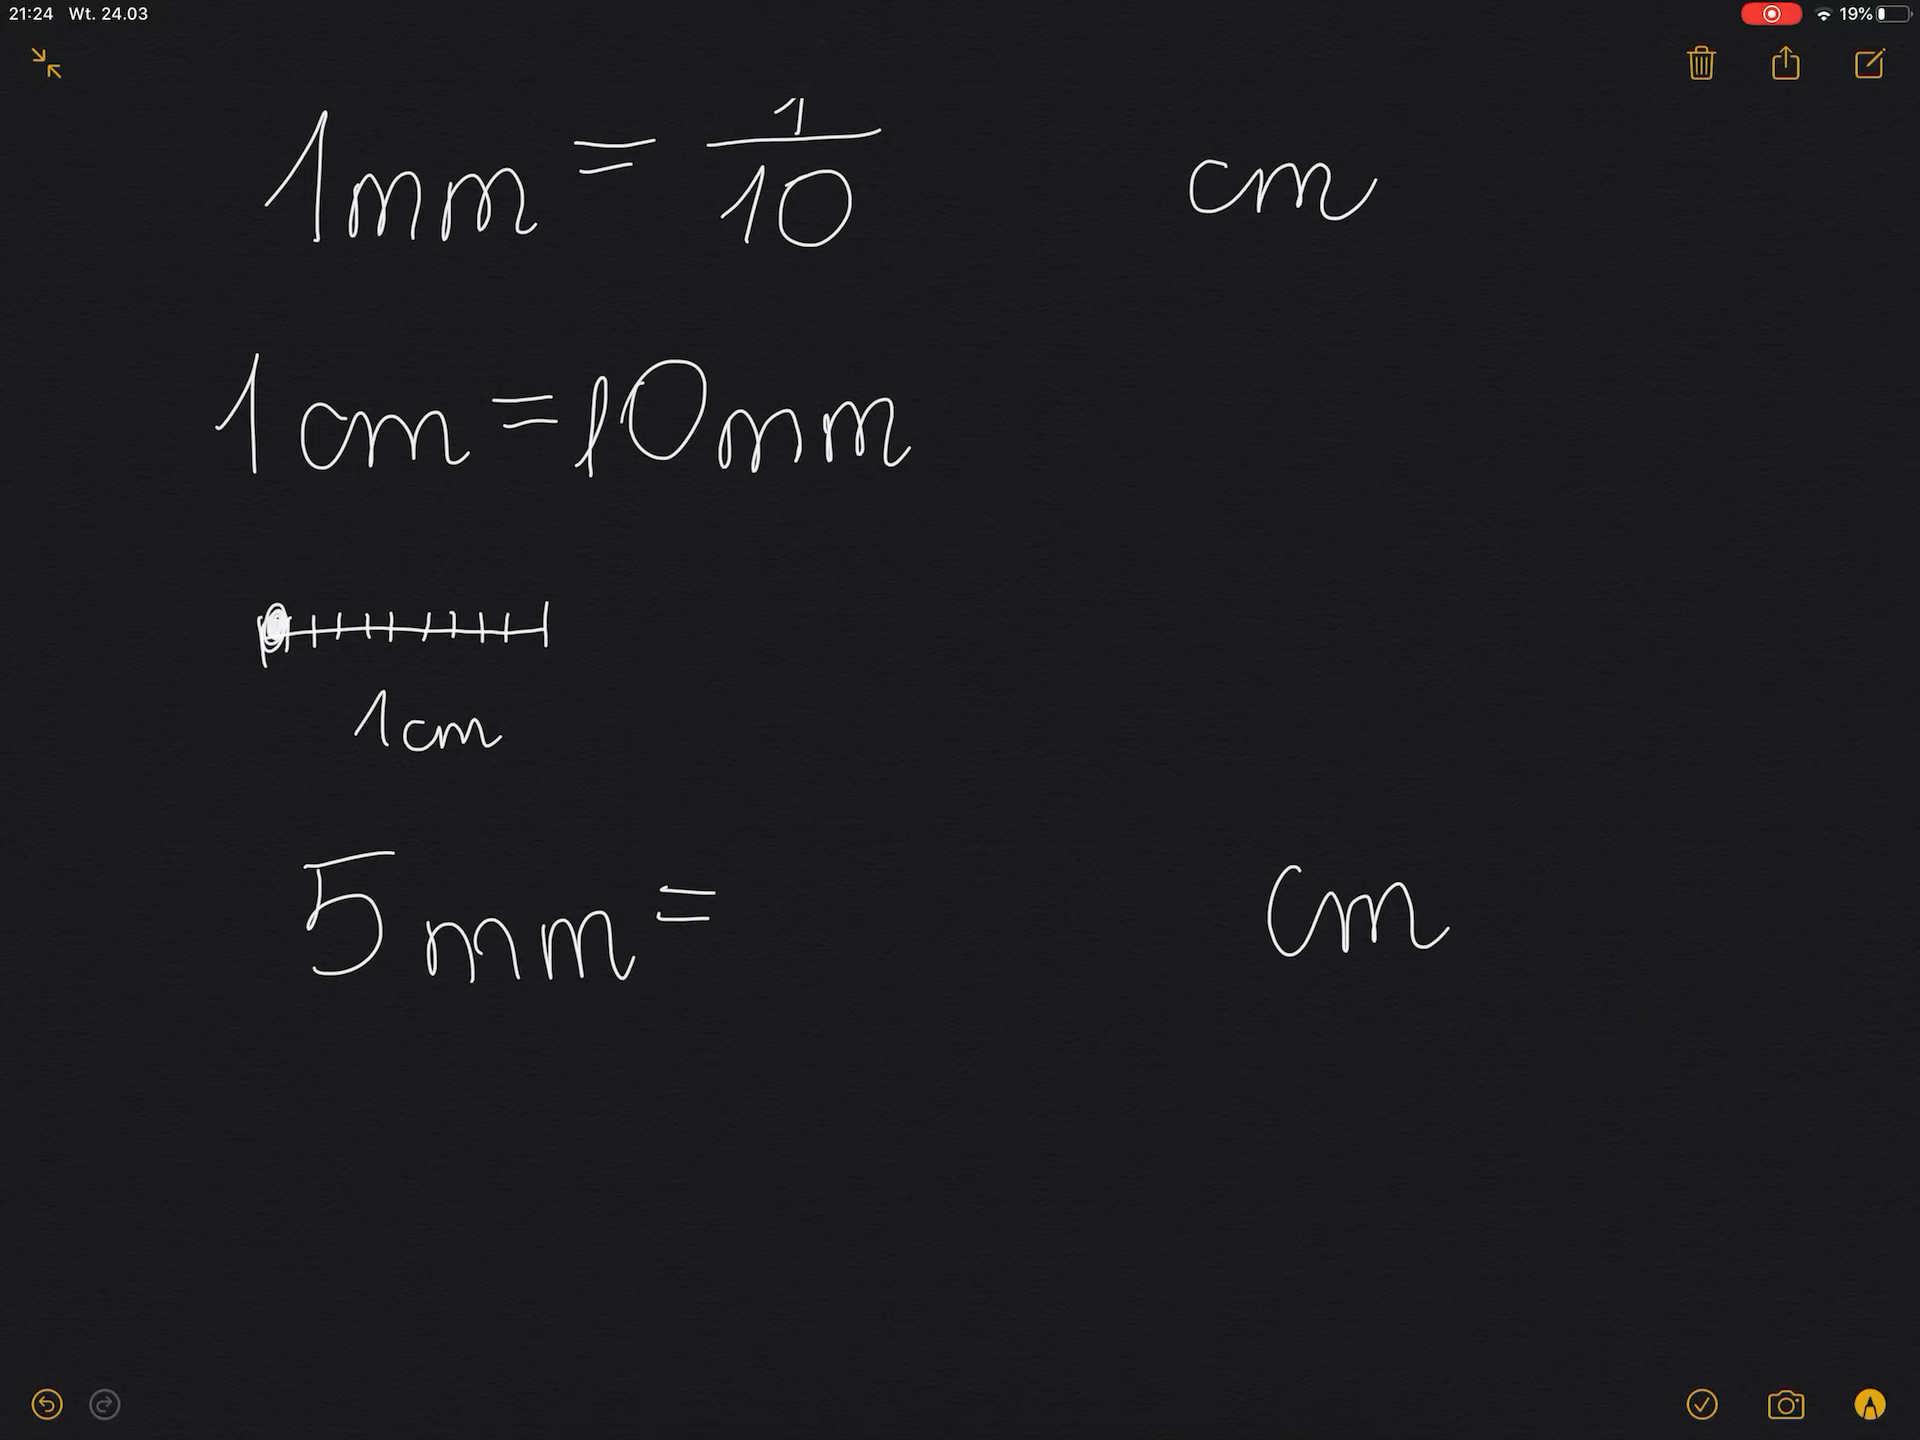 21:24 Wt. 24.03 19%
1mm = 1/10 cm
1cm = 10mm
1cm
5mm = cm